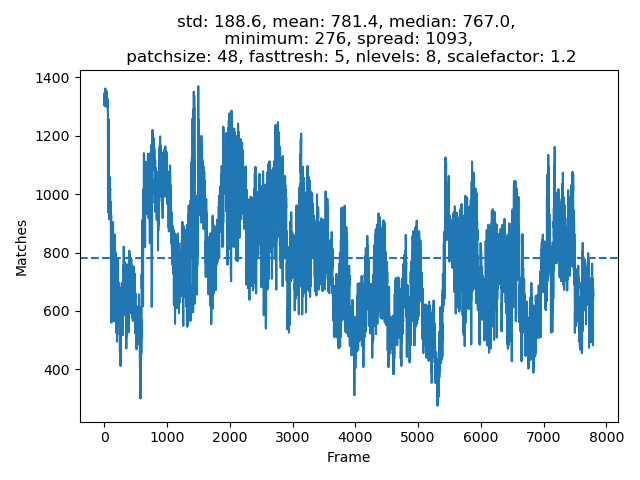 std: 188.6, mean: 781.4, median: 767.0,
minimum: 276, spread: 1093,
patchsize: 48, fasttresh: 5, nlevels: 8, scalefactor: 1.2
1400
1200
1000
800
600
400
Matches
0 1000 2000 3000 4000 5000 6000 7000 8000
Frame